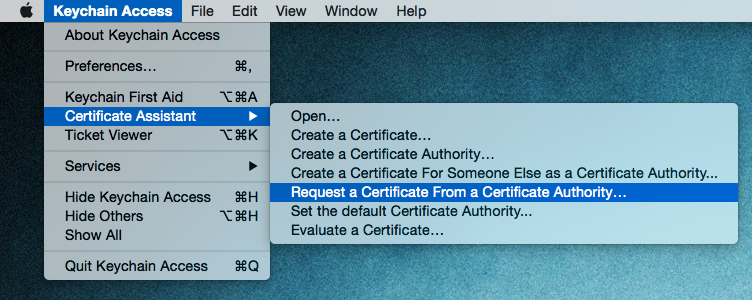 Keychain Access File Edit View Window Help
About Keychain Access
Preferences… ⌘,
Keychain First Aid ⌥⌘A
Certificate Assistant ▶
Ticket Viewer ⌥⌘K
Services ▶
Hide Keychain Access ⌘H
Hide Others ⌥⌘H
Show All
Quit Keychain Access ⌘Q
Open…
Create a Certificate…
Create a Certificate Authority…
Create a Certificate For Someone Else as a Certificate Authority...
Request a Certificate From a Certificate Authority…
Set the default Certificate Authority...
Evaluate a Certificate…